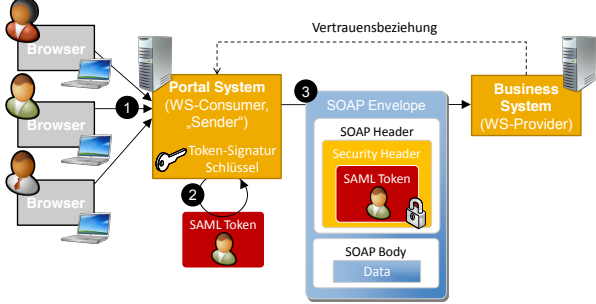 Vertrauensbeziehung
Browser
Browser
Browser
1
Portal System
(WS-Consumer,
„Sender“)
Token-Signatur
Schlüssel
2
SAML Token
3
SOAP Envelope
SOAP Header
Security Header
SAML Token
SOAP Body
Data
Business
System
(WS-Provider)